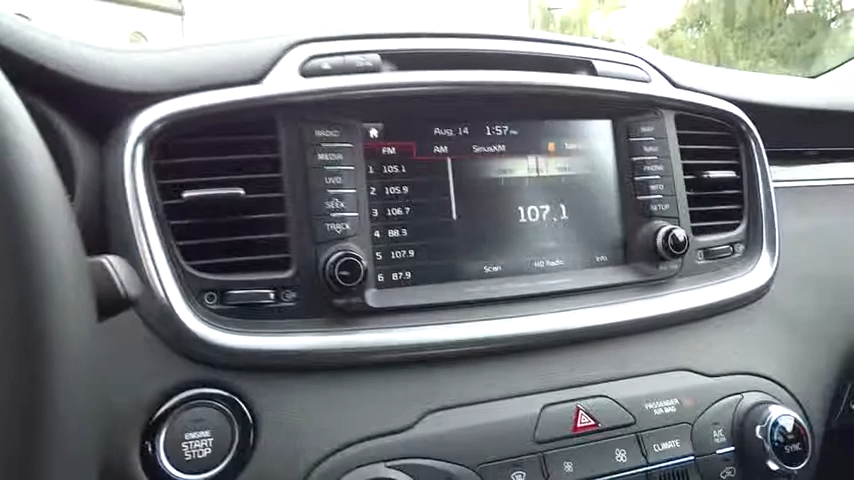 RADIO
MEDIA
UVO
SEEK
TRACK
Aug. 14 1:57 PM
FM AM SiriusXM
1 105.1
2 105.9
3 106.7
4 88.3
5 107.9
6 87.9
107.1
Scan HD Radio Info
NAV
PHONE
INFO
SETUP
ENGINE
START
STOP
PASSENGER
AIR BAG
CLIMATE
A/C
SYNC